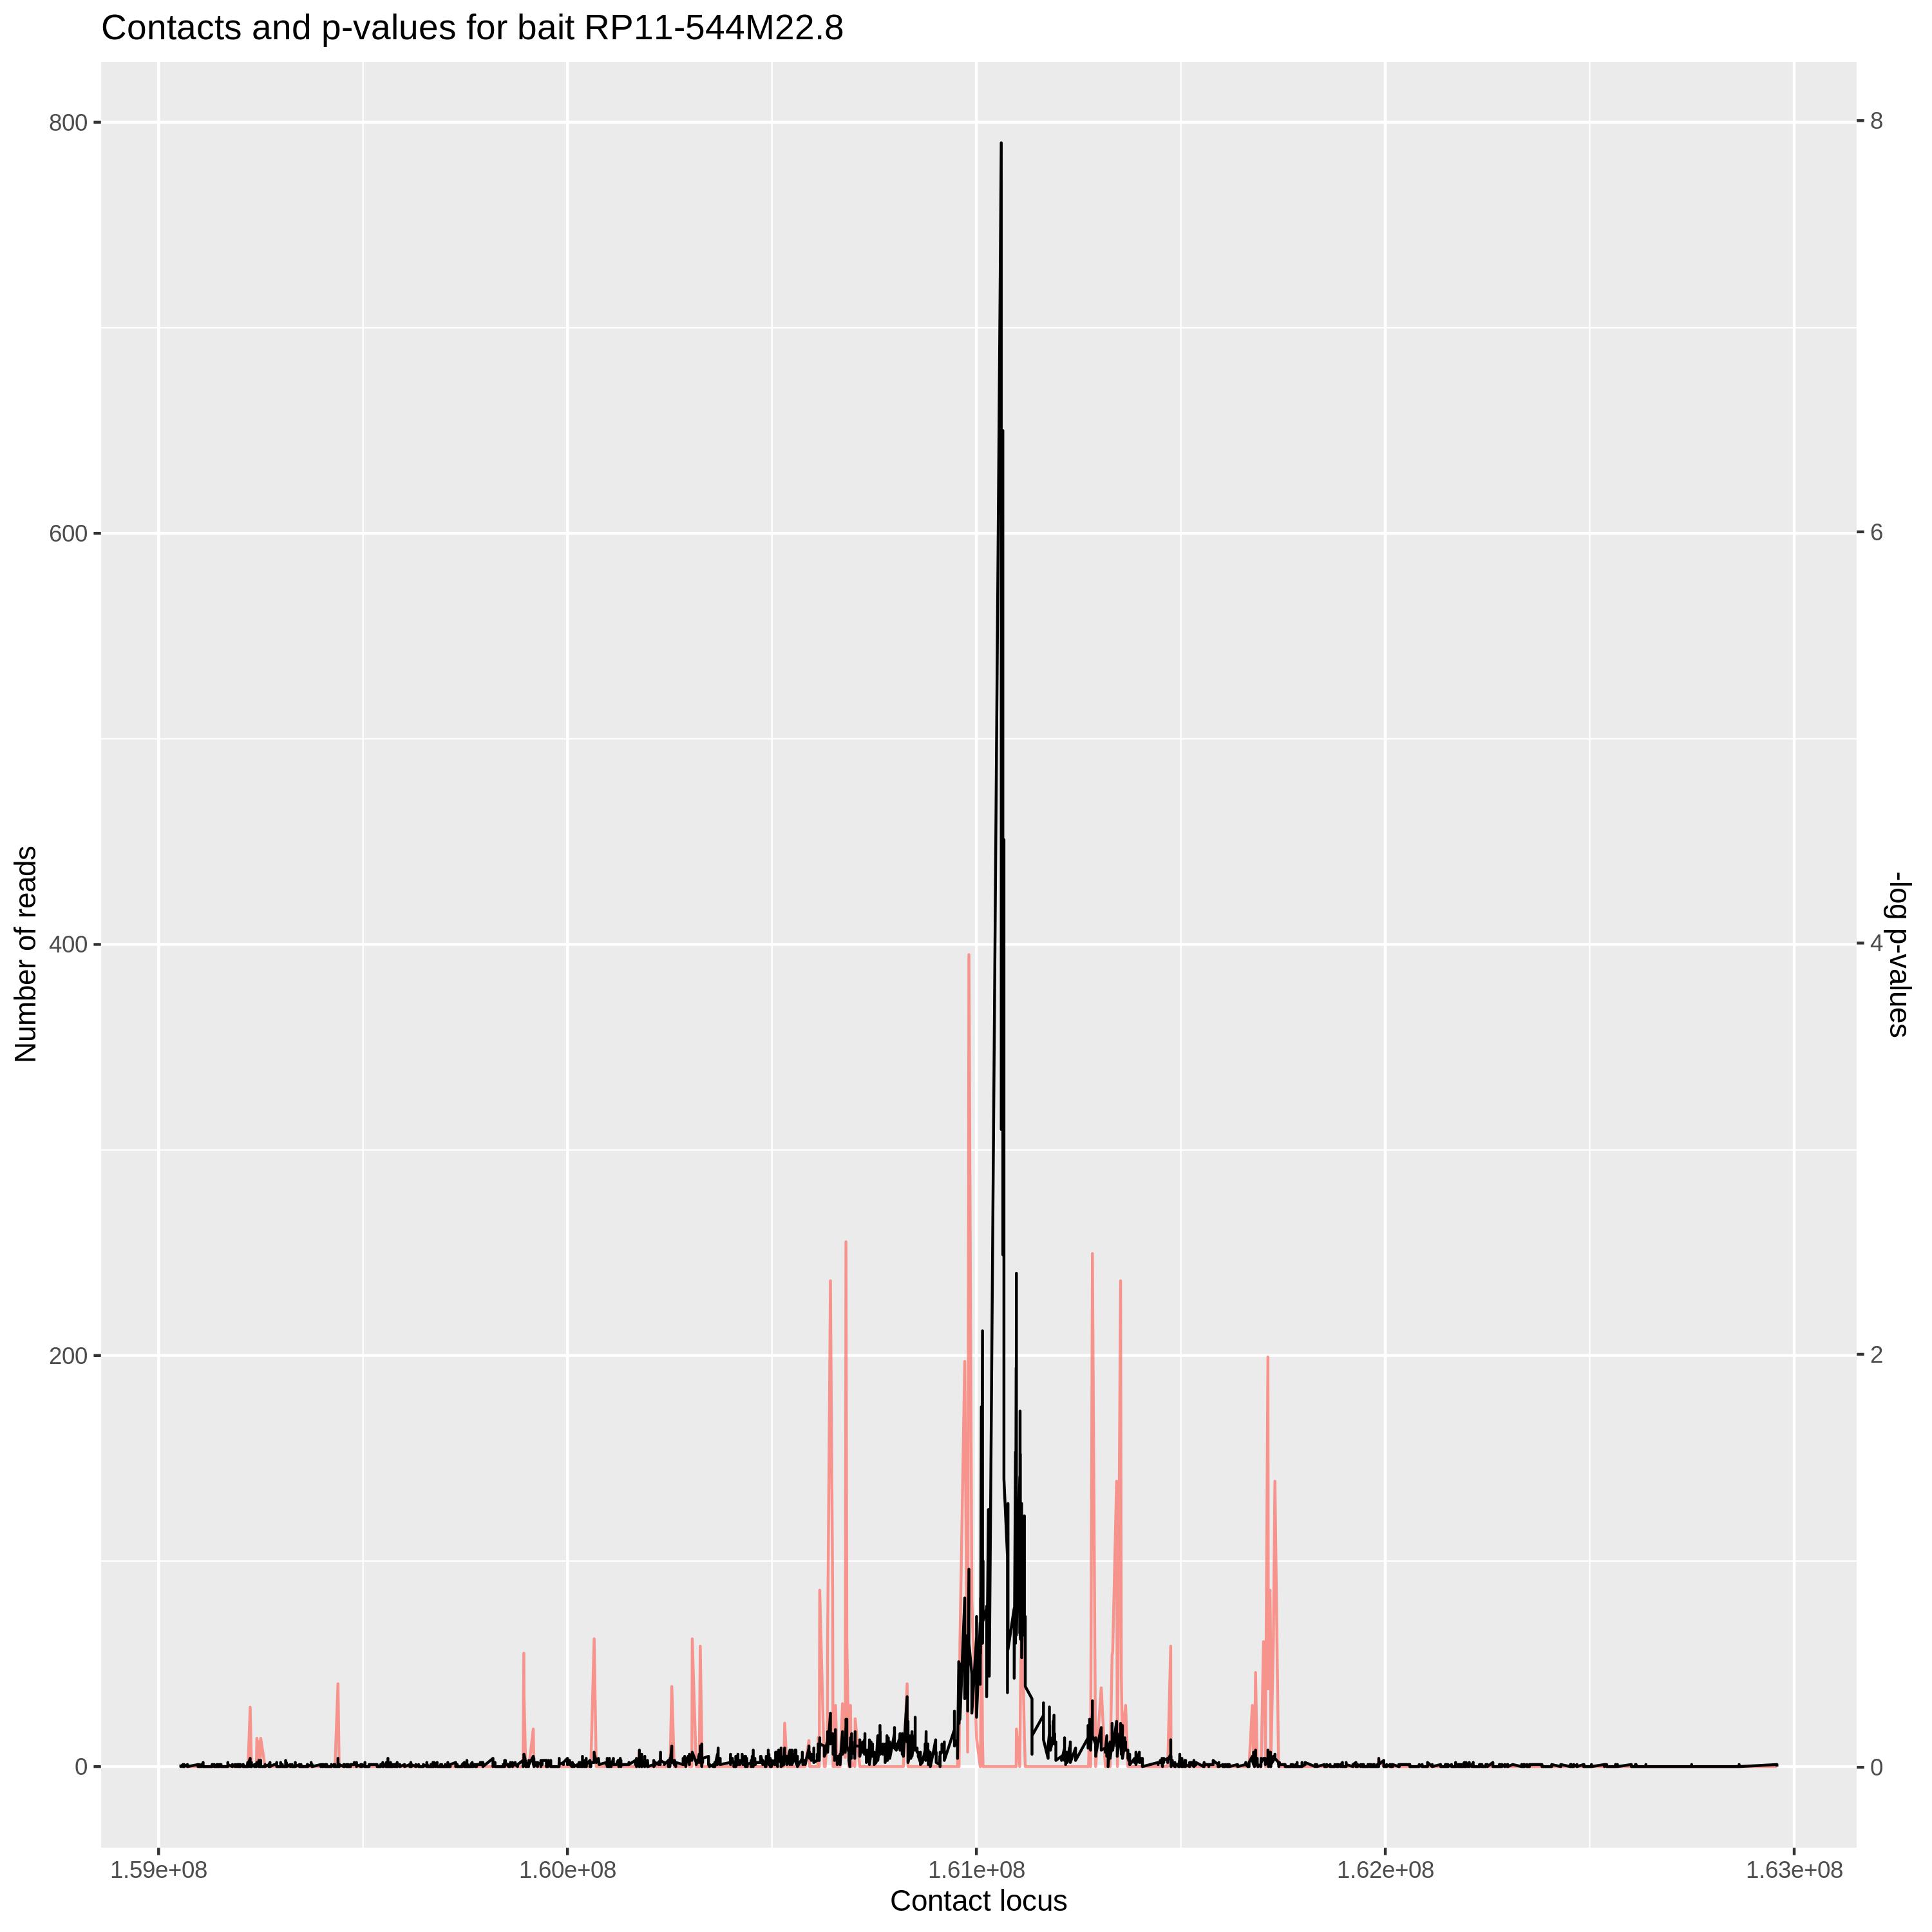 Contacts and p-values for bait RP11-544M22.8
800
600
400
200
0
8
6
4
2
0
Number of reads
-log p-values
1.59e+08 1.60e+08 1.61e+08 1.62e+08 1.63e+08
Contact locus